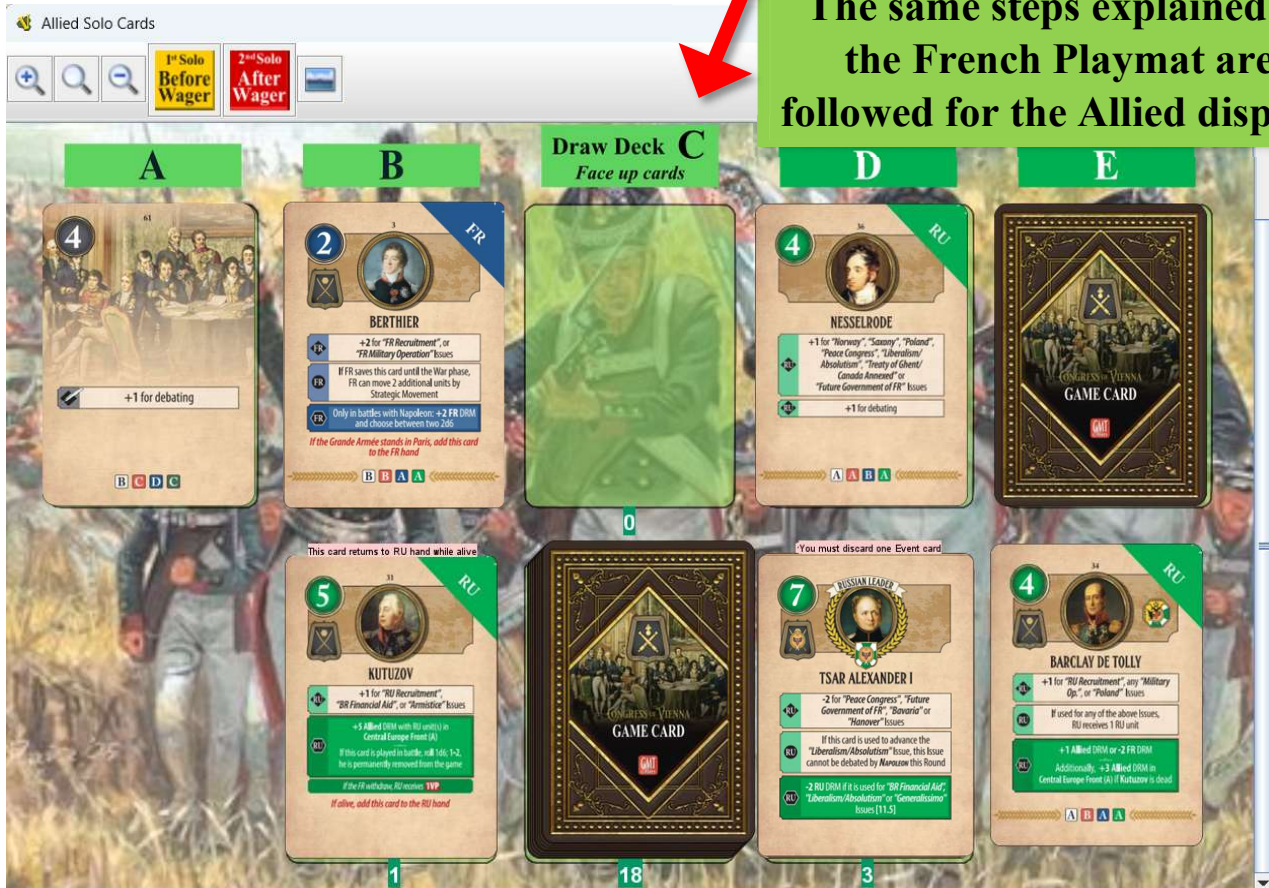 Allied Solo Cards
The same steps explained
the French Playmat are
followed for the Allied disp
1st Solo
Before
Wager
2nd Solo
After
Wager
A
B
Draw Deck C
Face up cards
D
E
4
61
+1 for debating
B C D C
2
3
FR
BERTHIER
FR
+2 for "FR Recruitment", or
"FR Military Operation" Issues
FR
If FR saves this card until the War phase,
FR can move 2 additional units by
Strategic Movement
FR
Only in battles with Napoleon: +2 FR DRM
and choose between two 2d6
If the Grande Armée stands in Paris, add this card
to the FR hand
B B A A
0
4
36
RU
NESSELRODE
RU
+1 for "Norway", "Saxony", "Poland",
"Peace Congress", "Liberalism/
Absolutism", "Treaty of Ghent/
Canada Annexed" or
"Future Government of FR" Issues
RU
+1 for debating
A A B A
CONGRESS OF VIENNA
GAME CARD
GMT
This card returns to RU hand while alive
5
31
RU
KUTUZOV
RU
+1 for "RU Recruitment",
"BR Financial Aid", or "Armistice" Issues
RU
+5 Allied DRM with RU unit(s) in
Central Europe Front (A)
If this card is played in battle, roll 1d6; 1-2,
he is permanently removed from the game
If the FR withdraw, RU receives 1VP
If alive, add this card to the RU hand
1
CONGRESS OF VIENNA
GAME CARD
GMT
18
You must discard one Event card
7
RUSSIAN LEADER
TSAR ALEXANDER I
RU
-2 for "Peace Congress", "Future
Government of FR", "Bavaria" or
"Hanover" Issues
RU
If this card is used to advance the
"Liberalism/Absolutism" Issue, this Issue
cannot be debated by NAPOLEON this Round
RU
-2 RU DRM if it is used for "BR Financial Aid",
"Liberalism/Absolutism" or "Generalissimo"
Issues [11.5]
3
4
34
RU
BARCLAY DE TOLLY
RU
+1 for "RU Recruitment", any "Military
Op.", or "Poland" Issues
RU
If used for any of the above Issues,
RU receives 1 RU unit
RU
+1 Allied DRM or -2 FR DRM
Additionally, +3 Allied DRM in
Central Europe Front (A) if Kutuzov is dead
A B A A